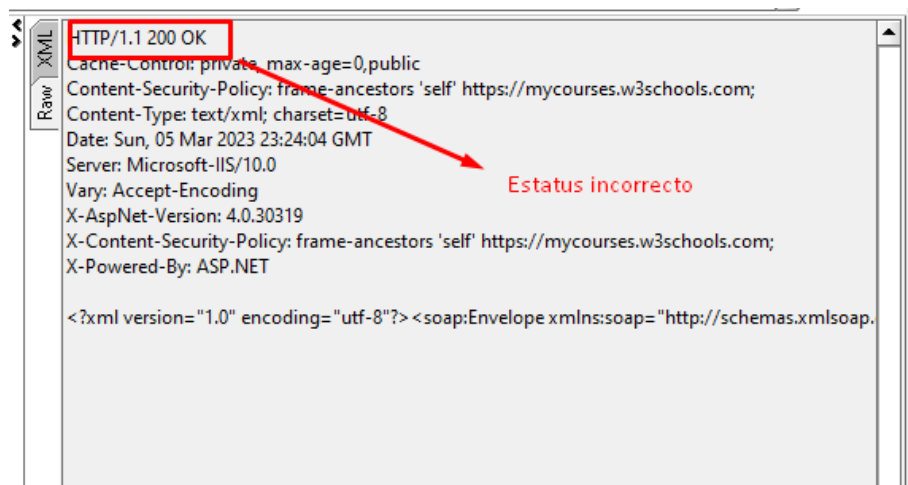 XML
Raw
HTTP/1.1 200 OK
Cache-Control: private, max-age=0,public
Content-Security-Policy: frame-ancestors 'self' https://mycourses.w3schools.com;
Content-Type: text/xml; charset=utf-8
Date: Sun, 05 Mar 2023 23:24:04 GMT
Server: Microsoft-IIS/10.0
Estatus incorrecto
Vary: Accept-Encoding
X-AspNet-Version: 4.0.30319
X-Content-Security-Policy: frame-ancestors 'self' https://mycourses.w3schools.com;
X-Powered-By: ASP.NET
<?xml version="1.0" encoding="utf-8"?><soap:Envelope xmlns:soap="http://schemas.xmlsoap.